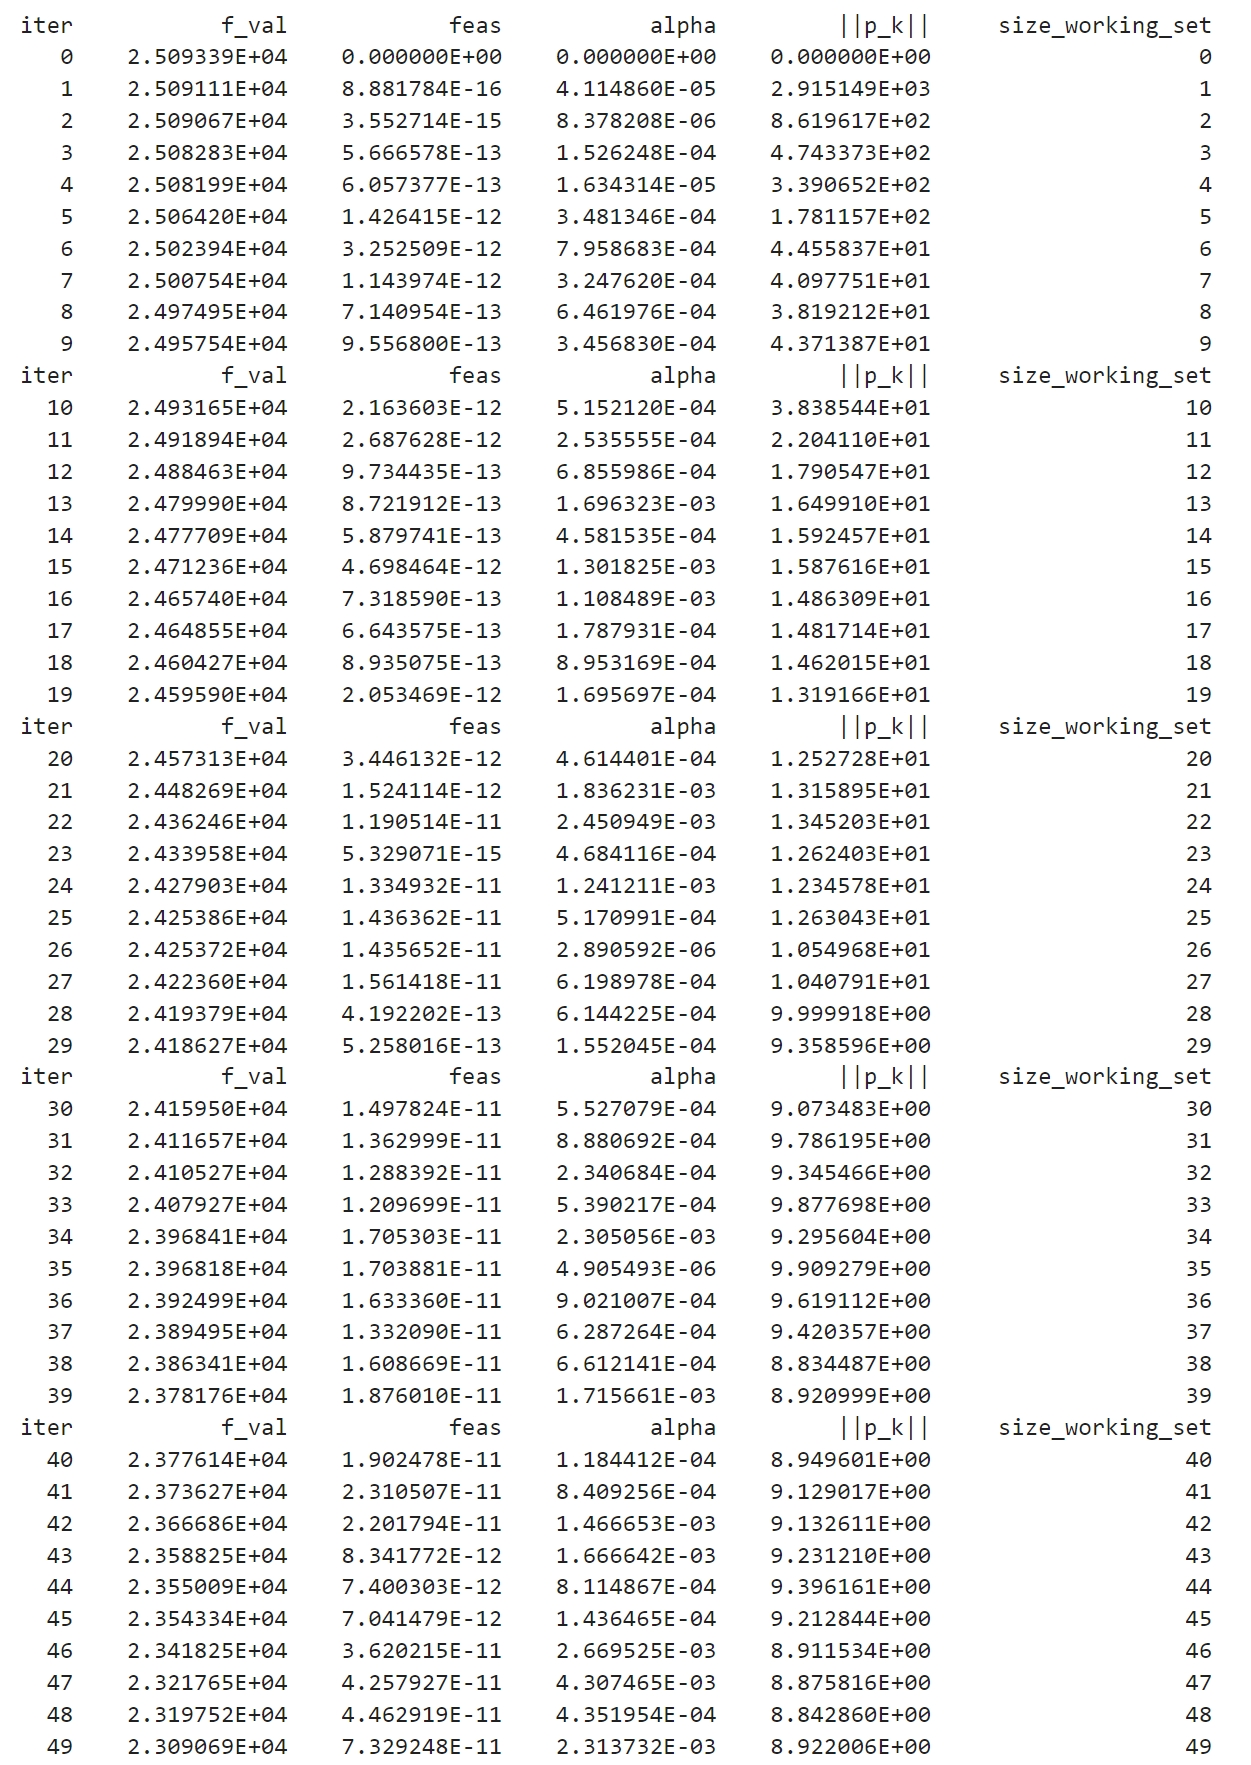 iter f_val feas alpha ||p_k|| size_working_set
0 2.509339E+04 0.000000E+00 0.000000E+00 0.000000E+00 0
1 2.509111E+04 8.881784E-16 4.114860E-05 2.915149E+03 1
2 2.509067E+04 3.552714E-15 8.378208E-06 8.619617E+02 2
3 2.508283E+04 5.666578E-13 1.526248E-04 4.743373E+02 3
4 2.508199E+04 6.057377E-13 1.634314E-05 3.390652E+02 4
5 2.506420E+04 1.426415E-12 3.481346E-04 1.781157E+02 5
6 2.502394E+04 3.252509E-12 7.958683E-04 4.455837E+01 6
7 2.500754E+04 1.143974E-12 3.247620E-04 4.097751E+01 7
8 2.497495E+04 7.140954E-13 6.461976E-04 3.819212E+01 8
9 2.495754E+04 9.556800E-13 3.456830E-04 4.371387E+01 9
iter f_val feas alpha ||p_k|| size_working_set
10 2.493165E+04 2.163603E-12 5.152120E-04 3.838544E+01 10
11 2.491894E+04 2.687628E-12 2.535555E-04 2.204110E+01 11
12 2.488463E+04 9.734435E-13 6.855986E-04 1.790547E+01 12
13 2.479990E+04 8.721912E-13 1.696323E-03 1.649910E+01 13
14 2.477709E+04 5.879741E-13 4.581535E-04 1.592457E+01 14
15 2.471236E+04 4.698464E-12 1.301825E-03 1.587616E+01 15
16 2.465740E+04 7.318590E-13 1.108489E-03 1.486309E+01 16
17 2.464855E+04 6.643575E-13 1.787931E-04 1.481714E+01 17
18 2.460427E+04 8.935075E-13 8.953169E-04 1.462015E+01 18
19 2.459590E+04 2.053469E-12 1.695697E-04 1.319166E+01 19
iter f_val feas alpha ||p_k|| size_working_set
20 2.457313E+04 3.446132E-12 4.614401E-04 1.252728E+01 20
21 2.448269E+04 1.524114E-12 1.836231E-03 1.315895E+01 21
22 2.436246E+04 1.190514E-11 2.450949E-03 1.345203E+01 22
23 2.433958E+04 5.329071E-15 4.684116E-04 1.262403E+01 23
24 2.427903E+04 1.334932E-11 1.241211E-03 1.234578E+01 24
25 2.425386E+04 1.436362E-11 5.170991E-04 1.263043E+01 25
26 2.425372E+04 1.435652E-11 2.890592E-06 1.054968E+01 26
27 2.422360E+04 1.561418E-11 6.198978E-04 1.040791E+01 27
28 2.419379E+04 4.192202E-13 6.144225E-04 9.999918E+00 28
29 2.418627E+04 5.258016E-13 1.552045E-04 9.358596E+00 29
iter f_val feas alpha ||p_k|| size_working_set
30 2.415950E+04 1.497824E-11 5.527079E-04 9.073483E+00 30
31 2.411657E+04 1.362999E-11 8.880692E-04 9.786195E+00 31
32 2.410527E+04 1.288392E-11 2.340684E-04 9.345466E+00 32
33 2.407927E+04 1.209699E-11 5.390217E-04 9.877698E+00 33
34 2.396841E+04 1.705303E-11 2.305056E-03 9.295604E+00 34
35 2.396818E+04 1.703881E-11 4.905493E-06 9.909279E+00 35
36 2.392499E+04 1.633360E-11 9.021007E-04 9.619112E+00 36
37 2.389495E+04 1.332090E-11 6.287264E-04 9.420357E+00 37
38 2.386341E+04 1.608669E-11 6.612141E-04 8.834487E+00 38
39 2.378176E+04 1.876010E-11 1.715661E-03 8.920999E+00 39
iter f_val feas alpha ||p_k|| size_working_set
40 2.377614E+04 1.902478E-11 1.184412E-04 8.949601E+00 40
41 2.373627E+04 2.310507E-11 8.409256E-04 9.129017E+00 41
42 2.366686E+04 2.201794E-11 1.466653E-03 9.132611E+00 42
43 2.358825E+04 8.341772E-12 1.666642E-03 9.231210E+00 43
44 2.355009E+04 7.400303E-12 8.114867E-04 9.396161E+00 44
45 2.354334E+04 7.041479E-12 1.436465E-04 9.212844E+00 45
46 2.341825E+04 3.620215E-11 2.669525E-03 8.911534E+00 46
47 2.321765E+04 4.257927E-11 4.307465E-03 8.875816E+00 47
48 2.319752E+04 4.462919E-11 4.351954E-04 8.842860E+00 48
49 2.309069E+04 7.329248E-11 2.313732E-03 8.922006E+00 49